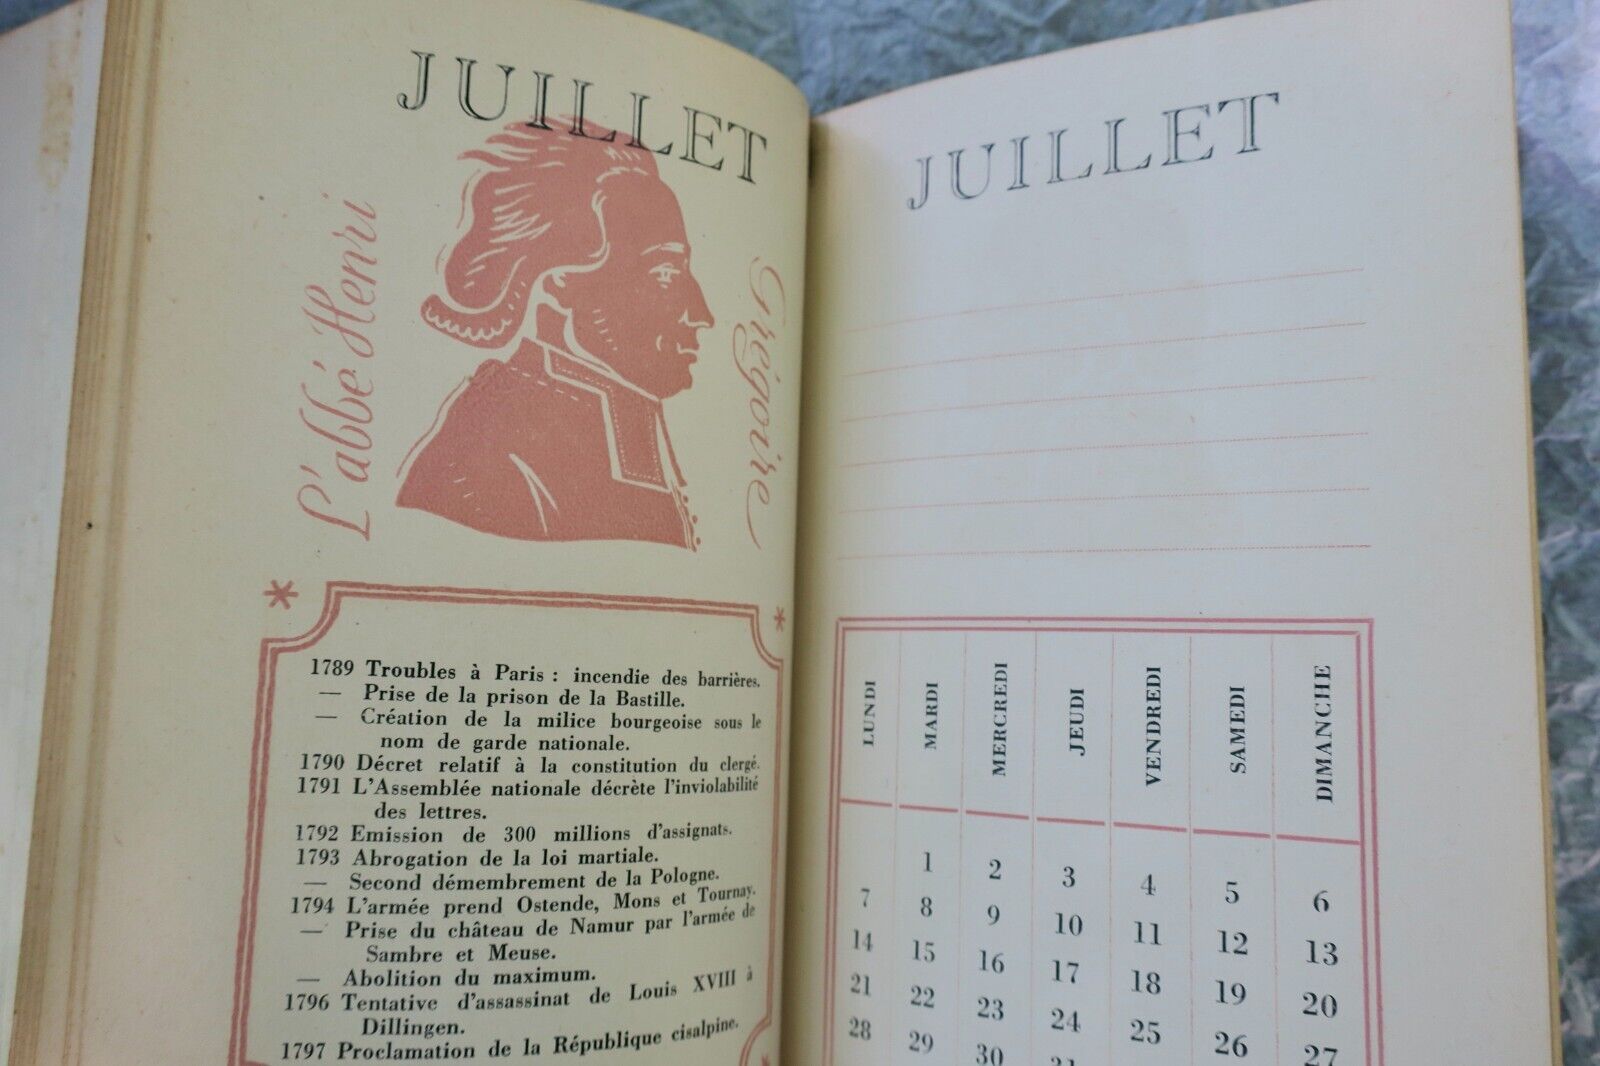 JUILLET
L'abbé Henri
Grégoire
1789 Troubles à Paris : incendie des barrières.
— Prise de la prison de la Bastille.
— Création de la milice bourgeoise sous le
nom de garde nationale.
1790 Décret relatif à la constitution du clergé.
1791 L'Assemblée nationale décrète l'inviolabilité
des lettres.
1792 Emission de 300 millions d'assignats.
1793 Abrogation de la loi martiale.
— Second démembrement de la Pologne.
1794 L'armée prend Ostende, Mons et Tournay.
— Prise du château de Namur par l'armée de
Sambre et Meuse.
— Abolition du maximum.
1796 Tentative d'assassinat de Louis XVIII à
Dillingen.
1797 Proclamation de la République cisalpine.
JUILLET
LUNDI MARDI MERCREDI JEUDI VENDREDI SAMEDI DIMANCHE
1 2 3 4 5 6
7 8 9 10 11 12 13
14 15 16 17 18 19 20
21 22 23 24 25 26 27
28 29 30 31